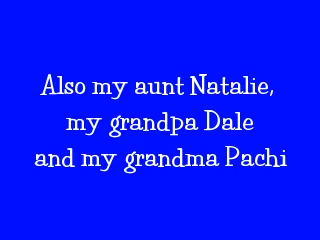 Also my aunt Natalie,
my grandpa Dale
and my grandma Pachi